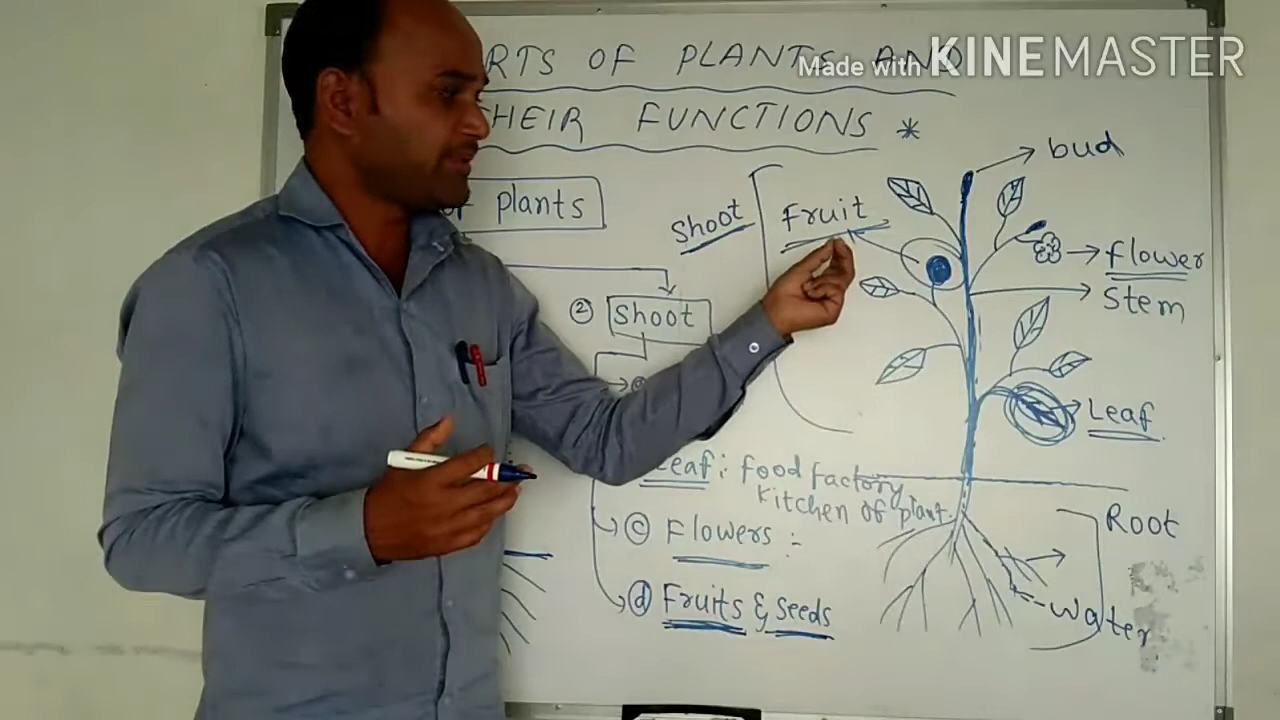 RTS OF PLANTS AND
HEIR FUNCTIONS *
of plants
② Shoot
Leaf: food factory
Kitchen of plant
ⓒ Flowers :-
ⓓ Fruits & Seeds
Shoot
Fruit
bud
flower
Stem
Leaf
Root
Water
Made with KINEMASTER